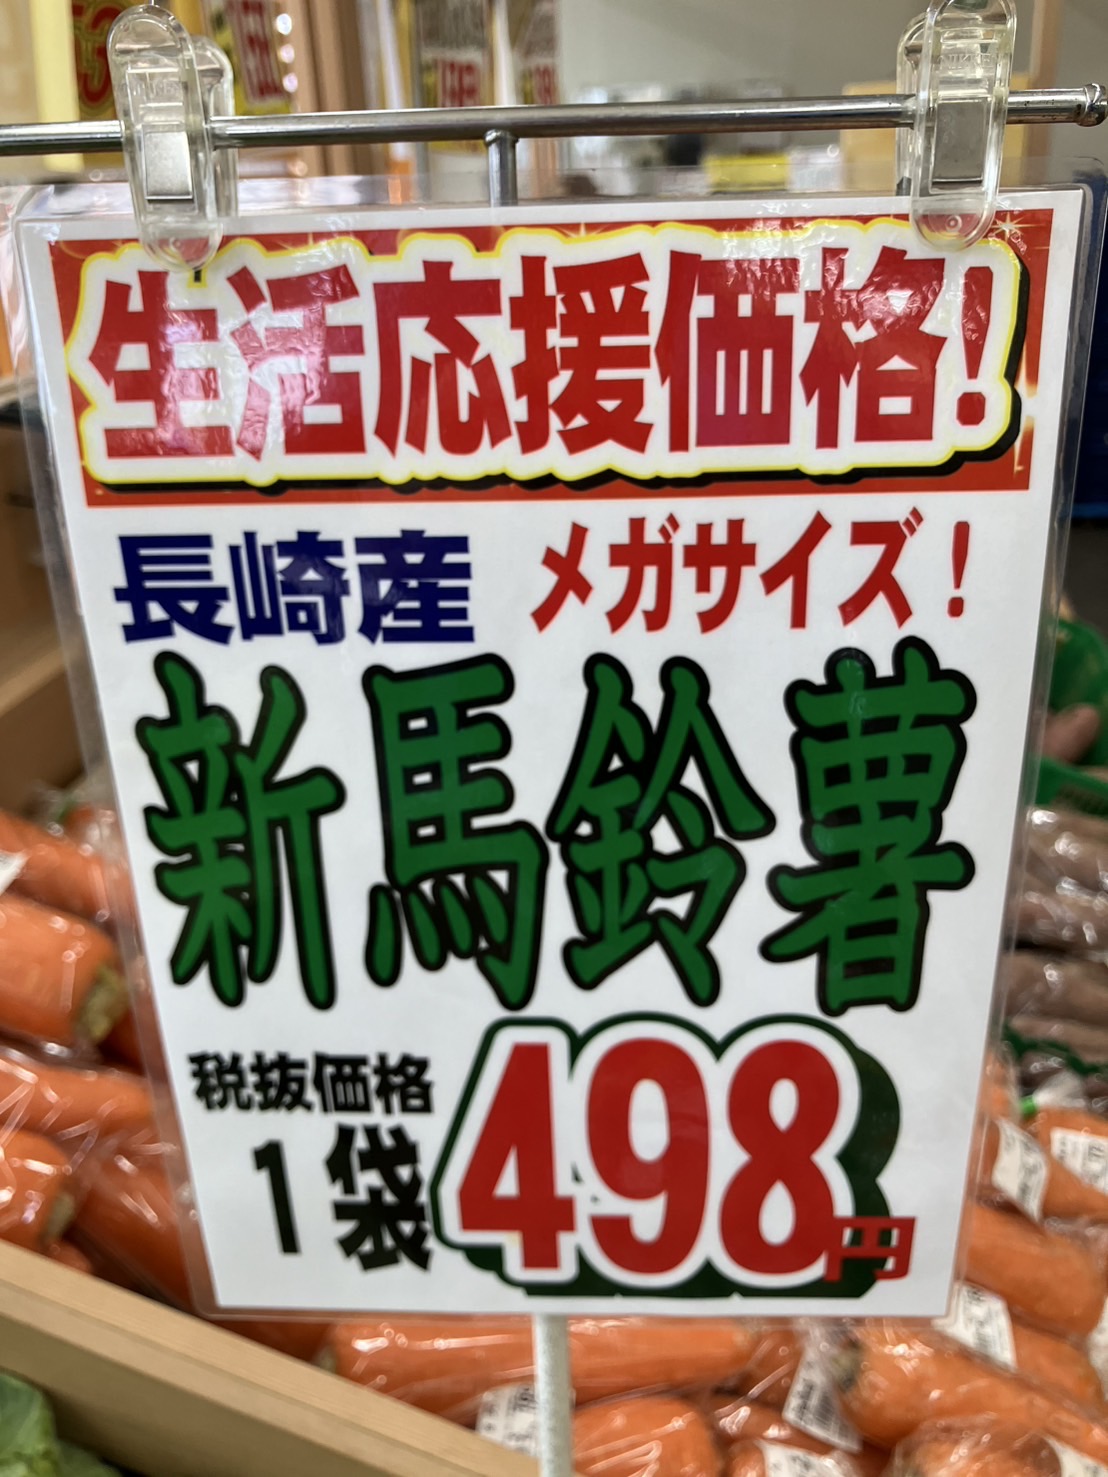 生活応援価格!
長崎産 メガサイズ!
新馬鈴薯
税抜価格
1袋 498円